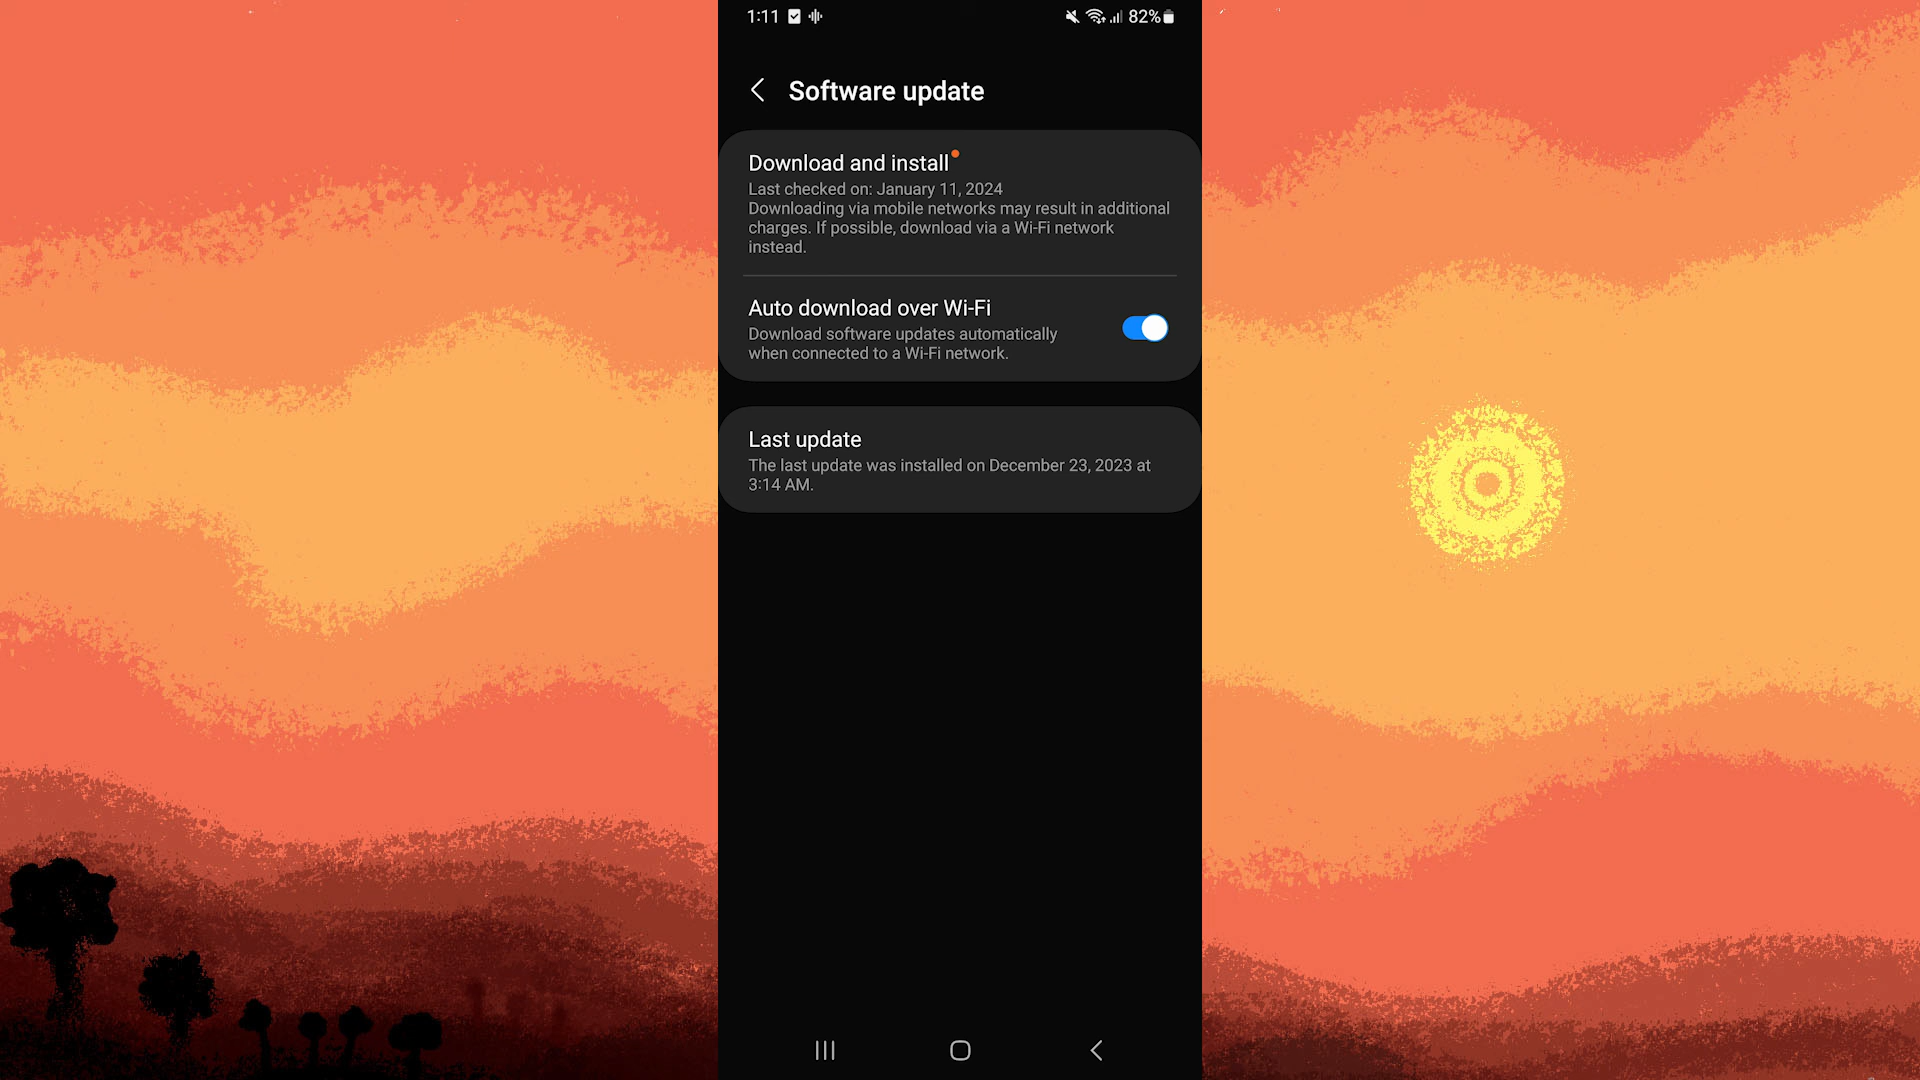 1:11 82%
Software update
Download and install
Last checked on: January 11, 2024
Downloading via mobile networks may result in additional
charges. If possible, download via a Wi-Fi network
instead.
Auto download over Wi-Fi
Download software updates automatically
when connected to a Wi-Fi network.
Last update
The last update was installed on December 23, 2023 at
3:14 AM.